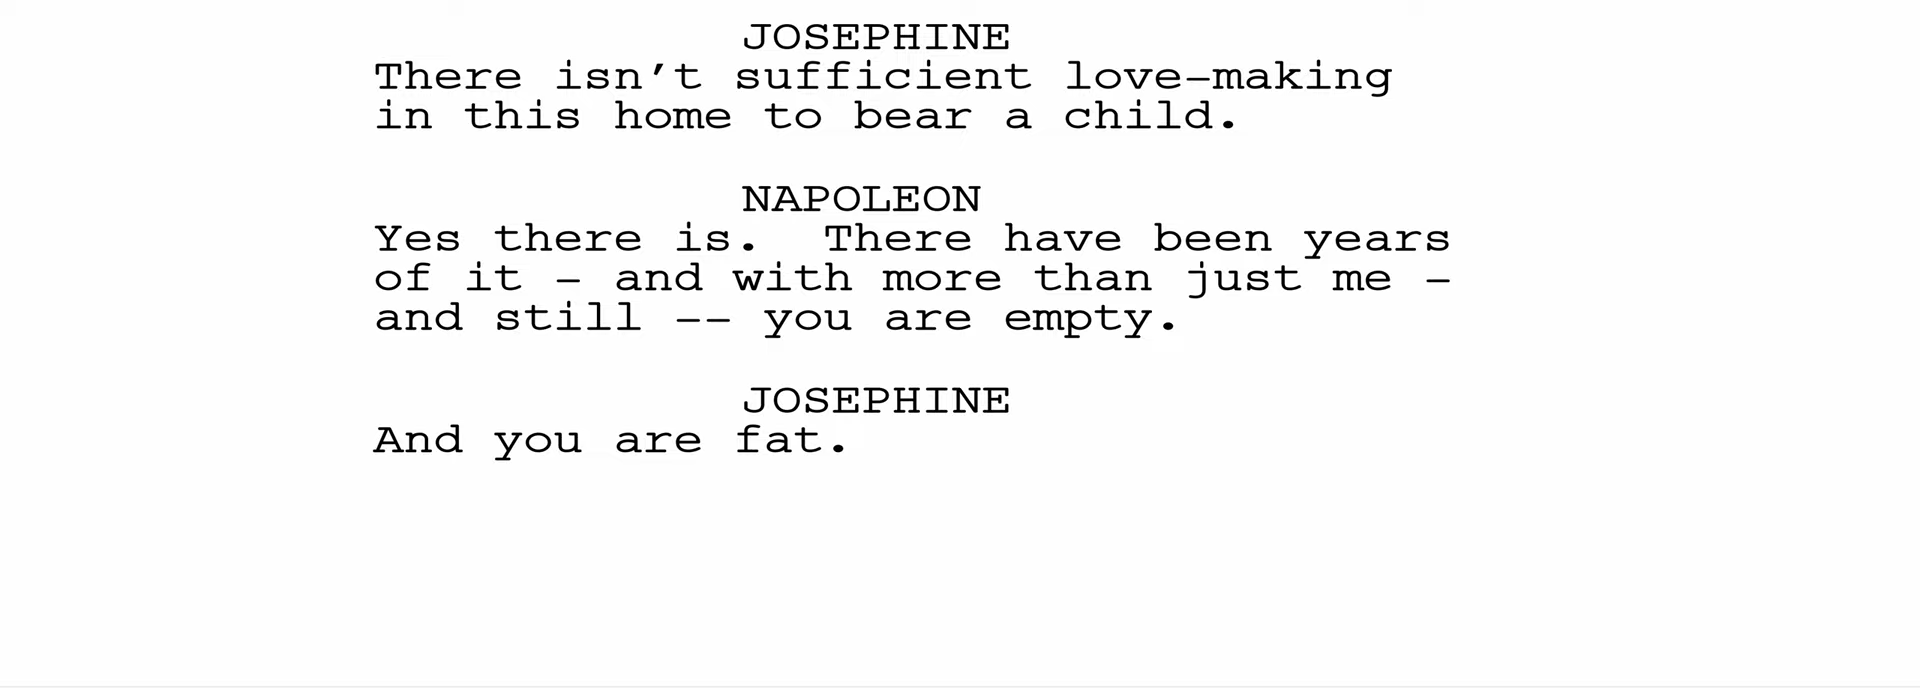 JOSEPHINE
There isn’t sufficient love-making
in this home to bear a child.
NAPOLEON
Yes there is.  There have been years
of it - and with more than just me -
and still -- you are empty.
JOSEPHINE
And you are fat.